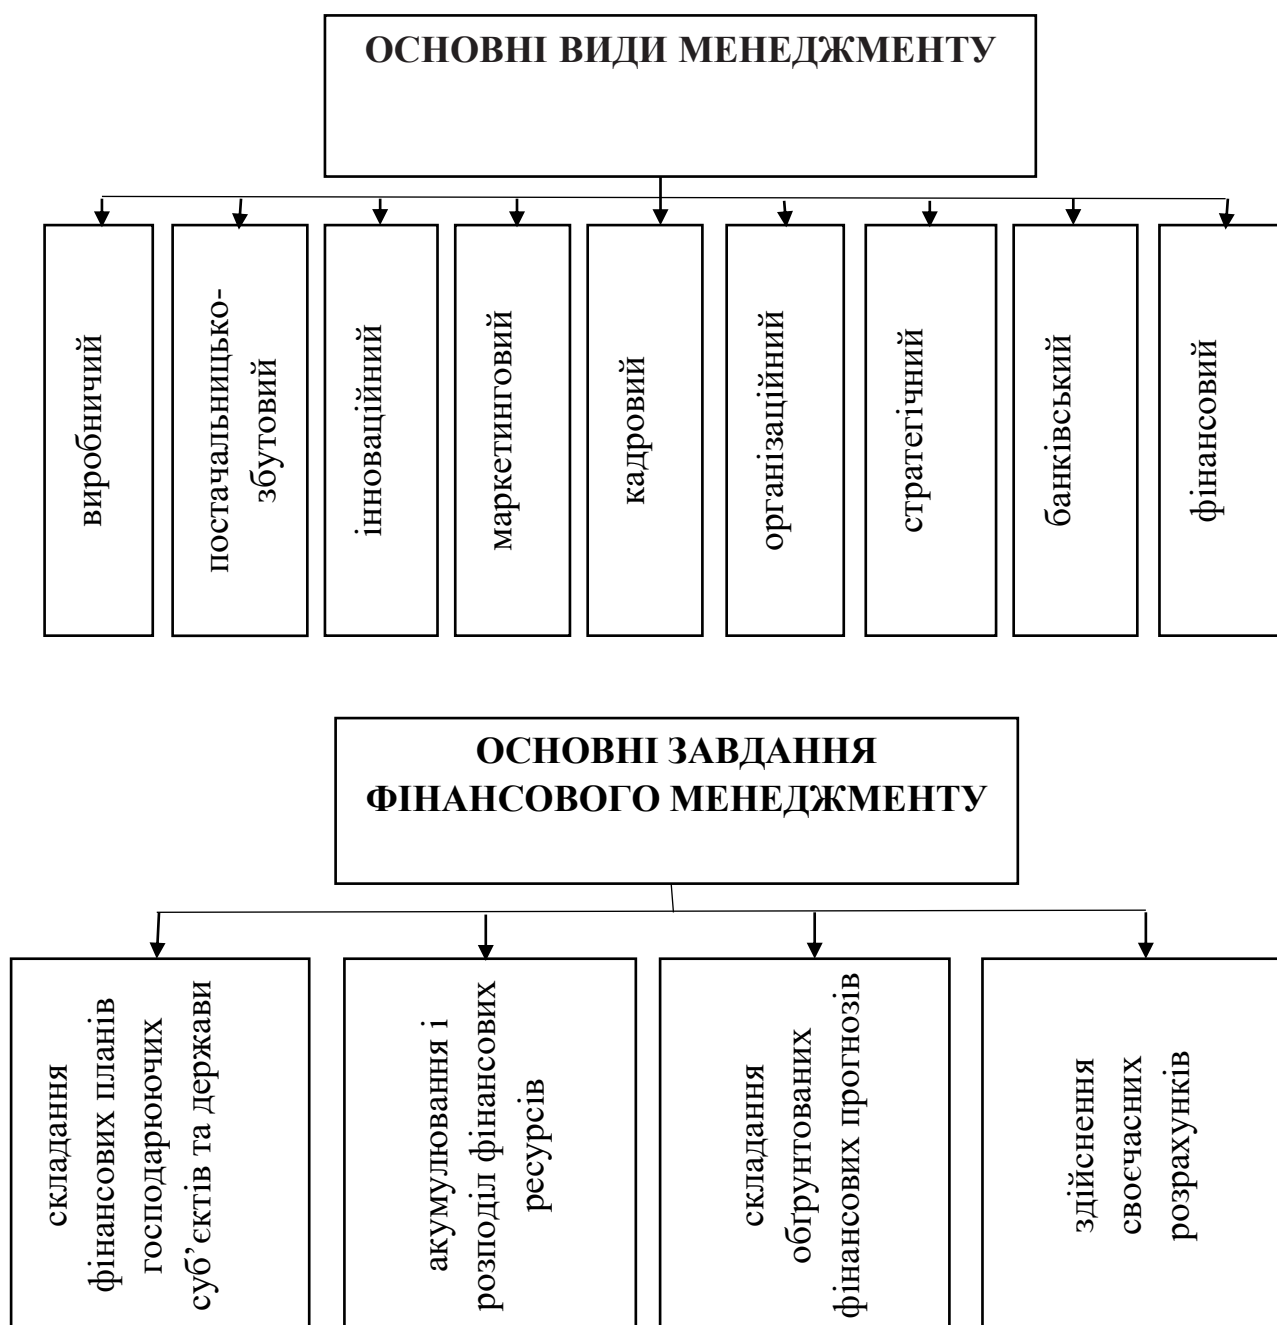 ОСНОВНІ ВИДИ МЕНЕДЖМЕНТУ
виробничий
постачальницько-
збутовий
інноваційний
маркетинговий
кадровий
організаційний
стратегічний
банківський
фінансовий
ОСНОВНІ ЗАВДАННЯ
ФІНАНСОВОГО МЕНЕДЖМЕНТУ
складання
фінансових планів
господарюючих
суб’єктів та держави
акумулювання і
розподіл фінансових
ресурсів
складання
обґрунтованих
фінансових прогнозів
здійснення
своєчасних
розрахунків